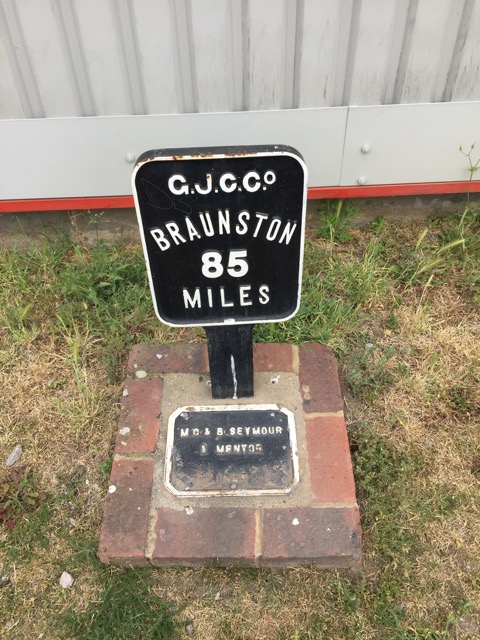 G.J.C.Cº
BRAUNSTON
85
MILES
M C & B SEYMOUR
MENTOR